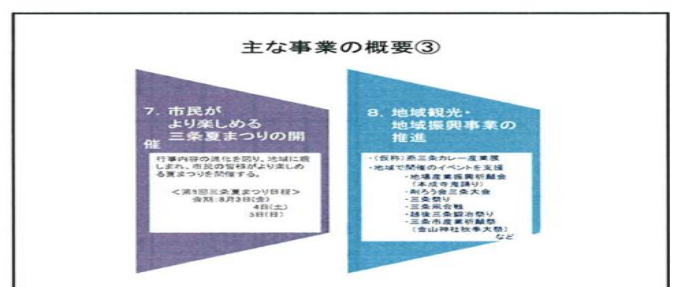 主な事業の概要③
7. 市民が
より楽しめる
三条夏まつりの開
催
行事内容の進化を図り、地域に親
しまれ、市民の皆様がより楽しめ
る夏まつりを開催する。
＜第1回三条夏まつり日程＞
会期:8月3日(金)
4日(土)
5日(日)
8. 地域観光・
地域振興事業の
推進
・(仮称)燕三条カレー産業展
・地域で開催のイベントを支援
・地場産業振興祈願会
(本成寺鬼踊り)
・削ろう会三条大会
・三条祭り
・三条凧合戦
・越後三条鍛冶祭り
・三条市産業祈願祭
(金山神社秋季大祭)
など